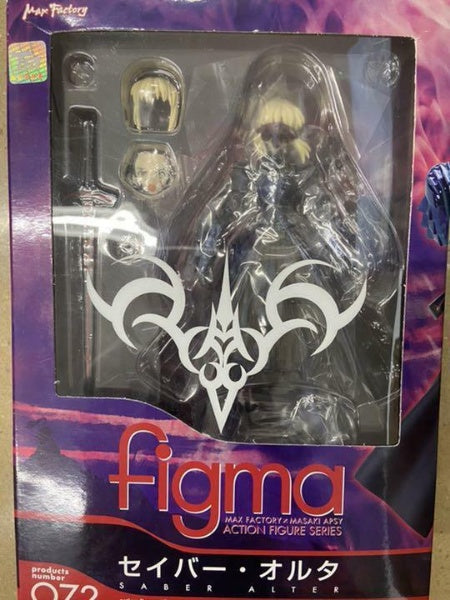 Max Factory
figma
MAX FACTORY×MASAKI APSY
ACTION FIGURE SERIES
セイバー・オルタ
SABER ALTER
products
number
072